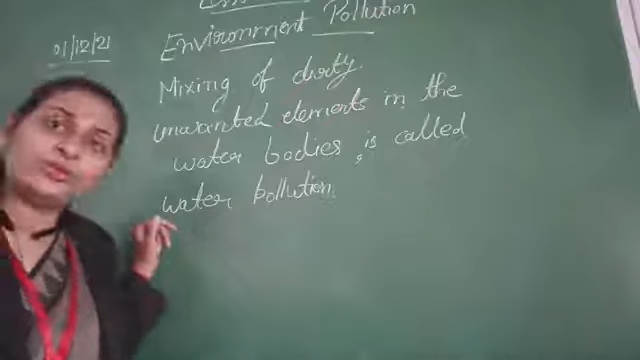 01/12/21
Environment Pollution
Mixing of dirty.
unwanted elements in the
water bodies, is called
water pollution.